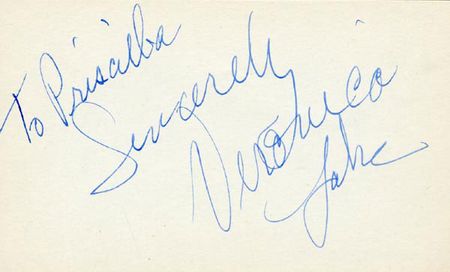 To Priscilla
Sincerely
Veronica
Lake